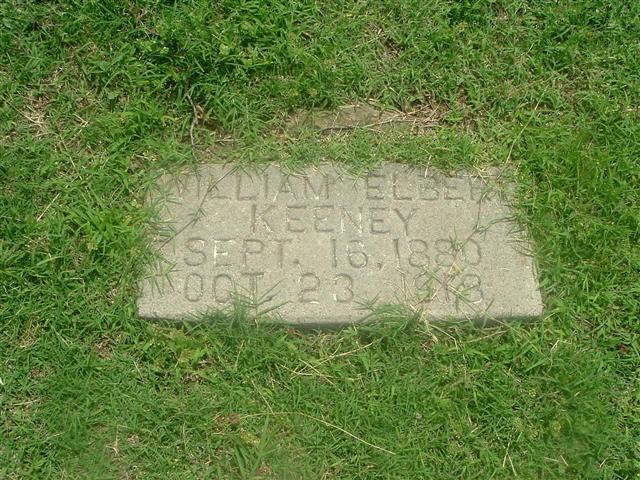 WILLIAM ELBERT
KEENEY
SEPT. 16, 1880
OCT. 23 1918